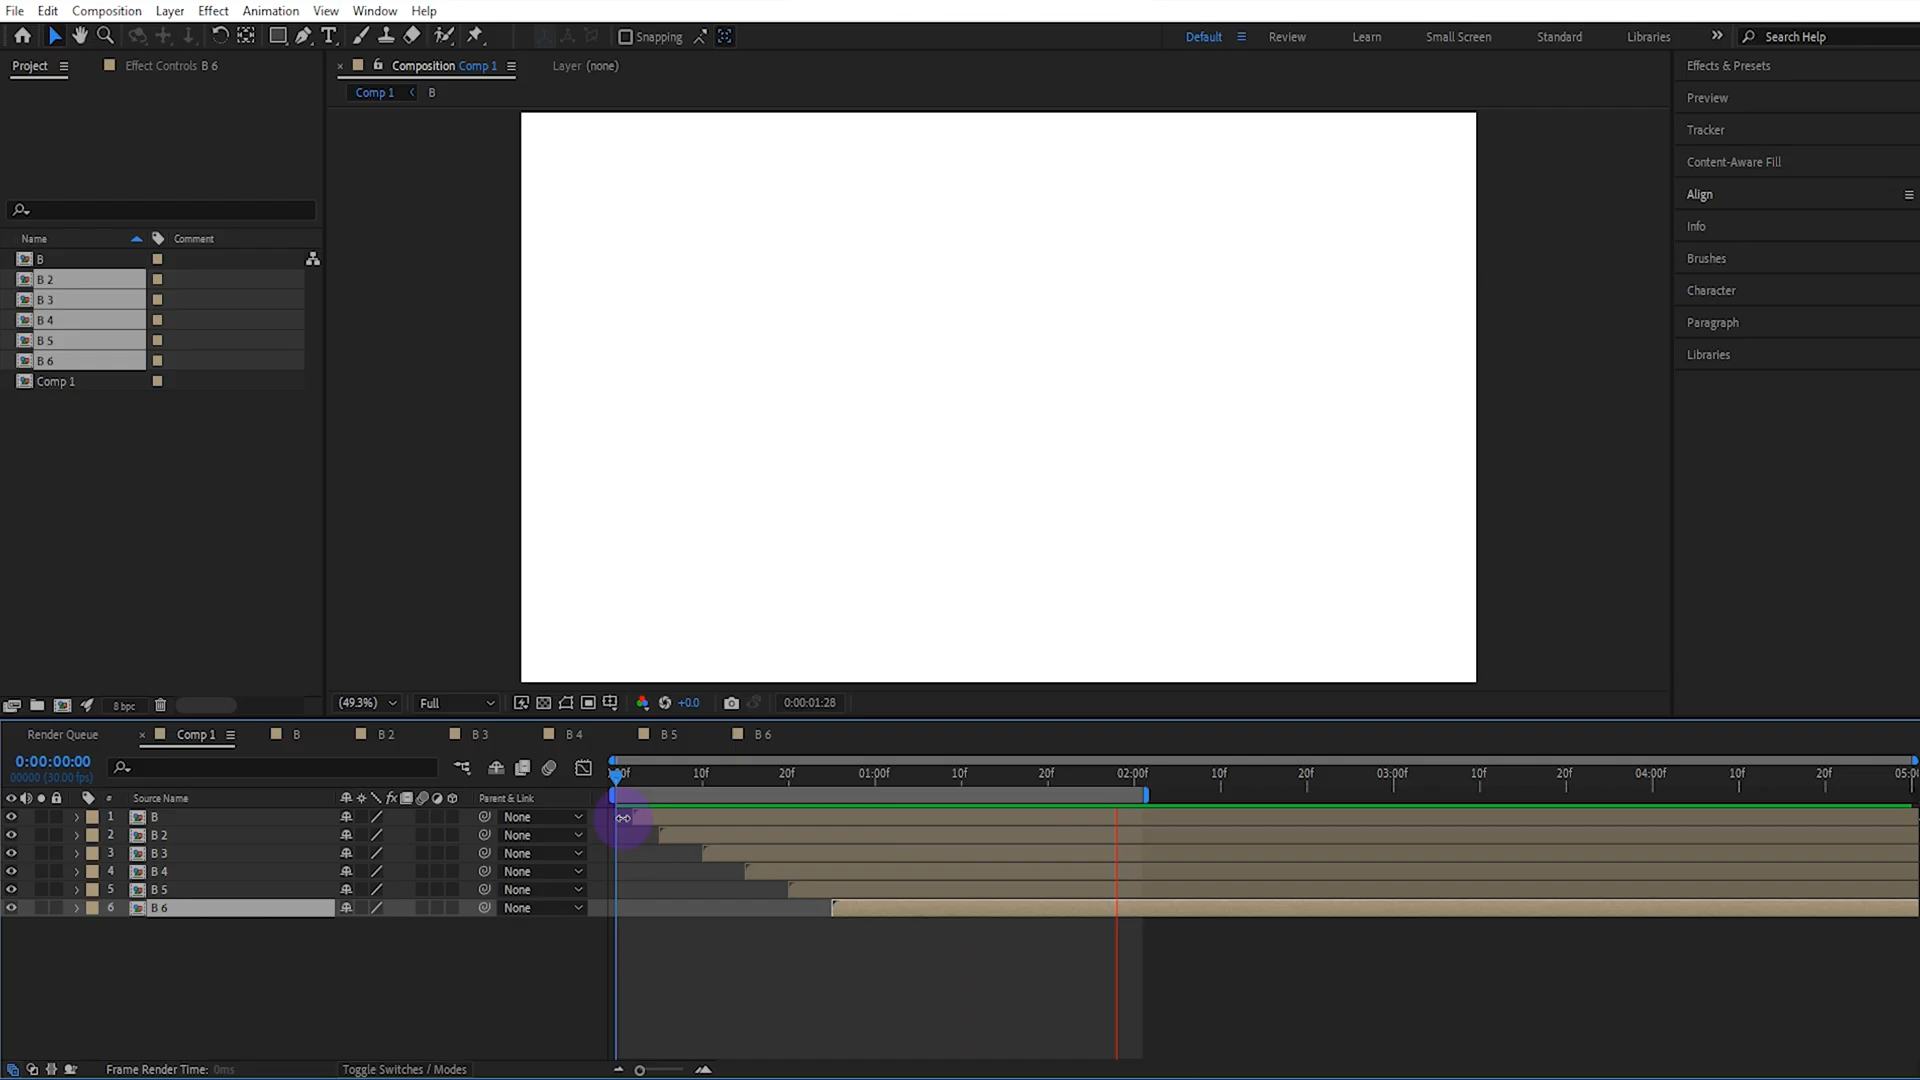 File Edit Composition Layer Effect Animation View Window Help
Snapping Default Review Learn Small Screen Standard Libraries Search Help
Project Effect Controls B 6 Composition Comp 1 Layer (none) Effects & Presets
Comp 1 B
Preview
Tracker
Content-Aware Fill
Align
Info
Brushes
Character
Paragraph
Libraries
Name Comment
B
B 2
B 3
B 4
B 5
B 6
Comp 1
8 bpc (49.3%) Full +0.0 0:00:01:28
Render Queue Comp 1 B B 2 B 3 B 4 B 5 B 6
0:00:00:00
00000 (30.00 fps)
10f 20f 01:00f 10f 20f 02:00f 10f 20f 03:00f 10f 20f 04:00f 10f 20f
# Source Name fx Parent & Link
1 B None
2 B 2 None
3 B 3 None
4 B 4 None
5 B 5 None
6 B 6 None
Frame Render Time: 0ms Toggle Switches / Modes